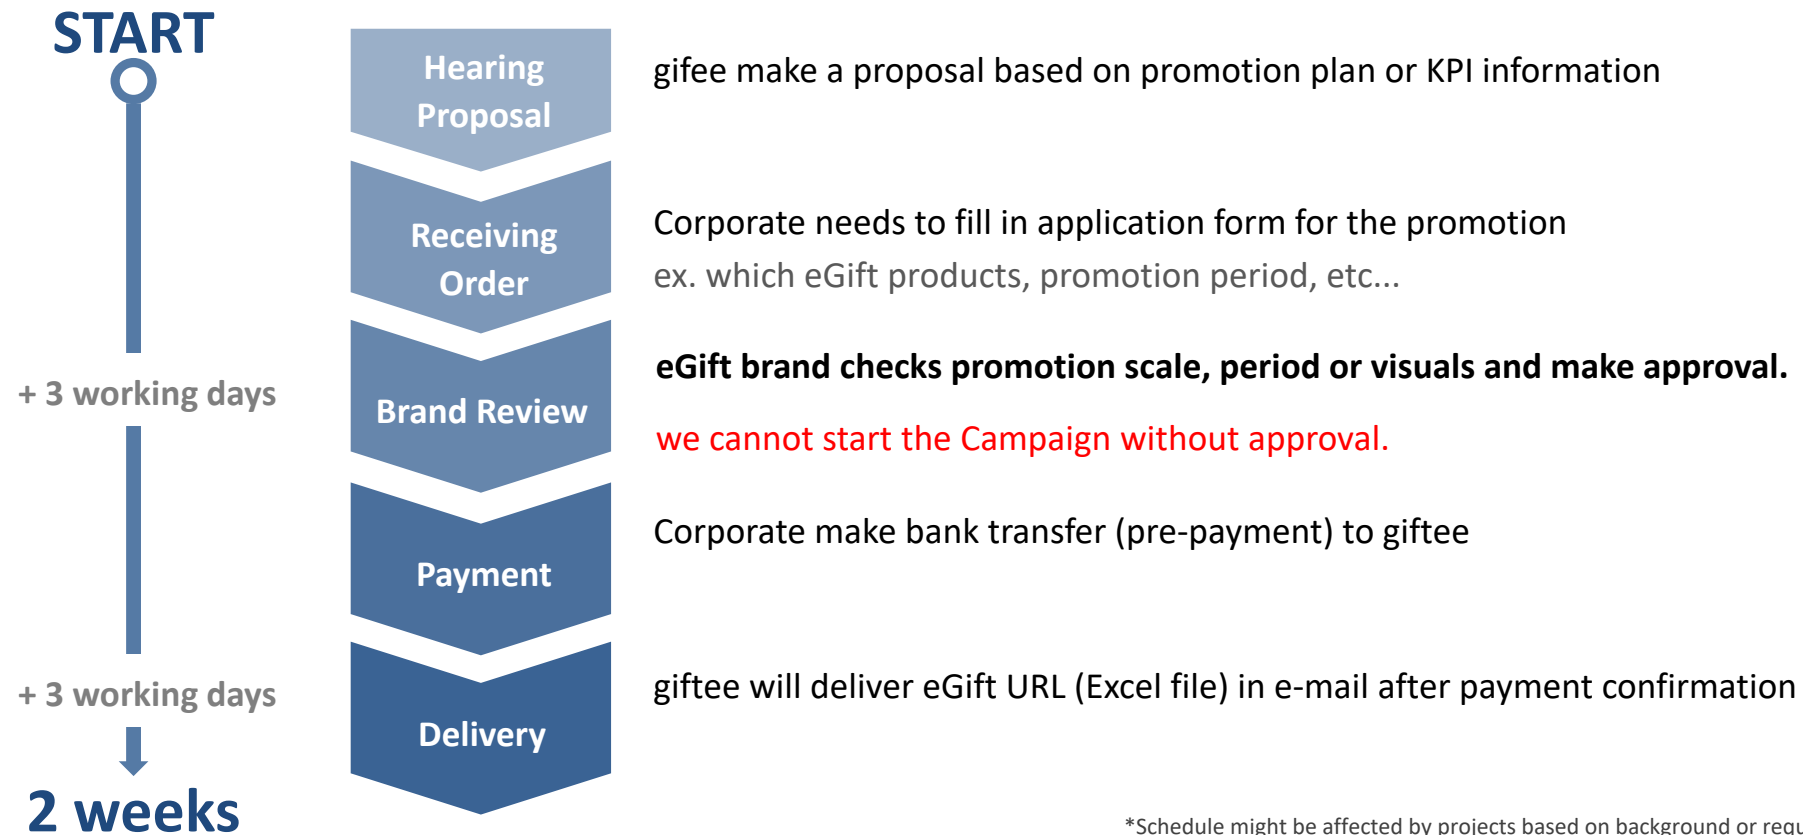 START
Hearing
Proposal
gifee make a proposal based on promotion plan or KPI information
Receiving
Order
Corporate needs to fill in application form for the promotion
ex. which eGift products, promotion period, etc...
+ 3 working days
Brand Review
eGift brand checks promotion scale, period or visuals and make approval.
we cannot start the Campaign without approval.
Payment
Corporate make bank transfer (pre-payment) to giftee
+ 3 working days
Delivery
giftee will deliver eGift URL (Excel file) in e-mail after payment confirmation
2 weeks
*Schedule might be affected by projects based on background or requ